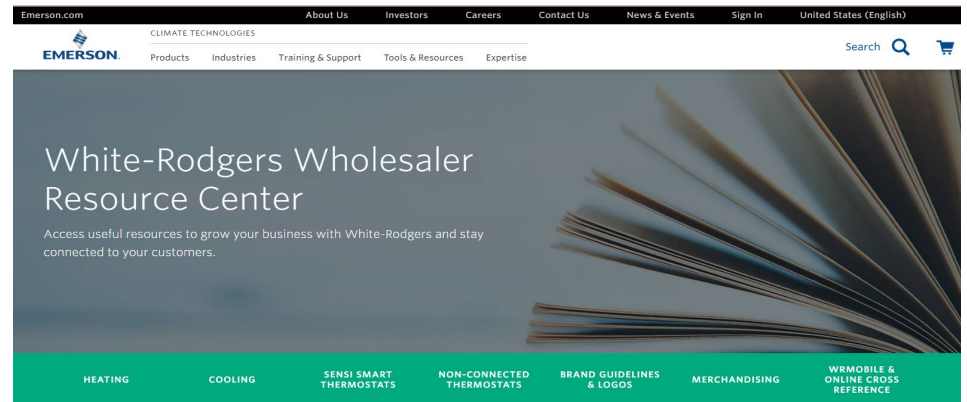 Emerson.com About Us Investors Careers Contact Us News & Events Sign In United States (English)
CLIMATE TECHNOLOGIES
EMERSON.
Products Industries Training & Support Tools & Resources Expertise
Search
White-Rodgers Wholesaler
Resource Center
Access useful resources to grow your business with White-Rodgers and stay
connected to your customers.
HEATING
COOLING
SENSI SMART
THERMOSTATS
NON-CONNECTED
THERMOSTATS
BRAND GUIDELINES
& LOGOS
MERCHANDISING
WRMOBILE &
ONLINE CROSS
REFERENCE